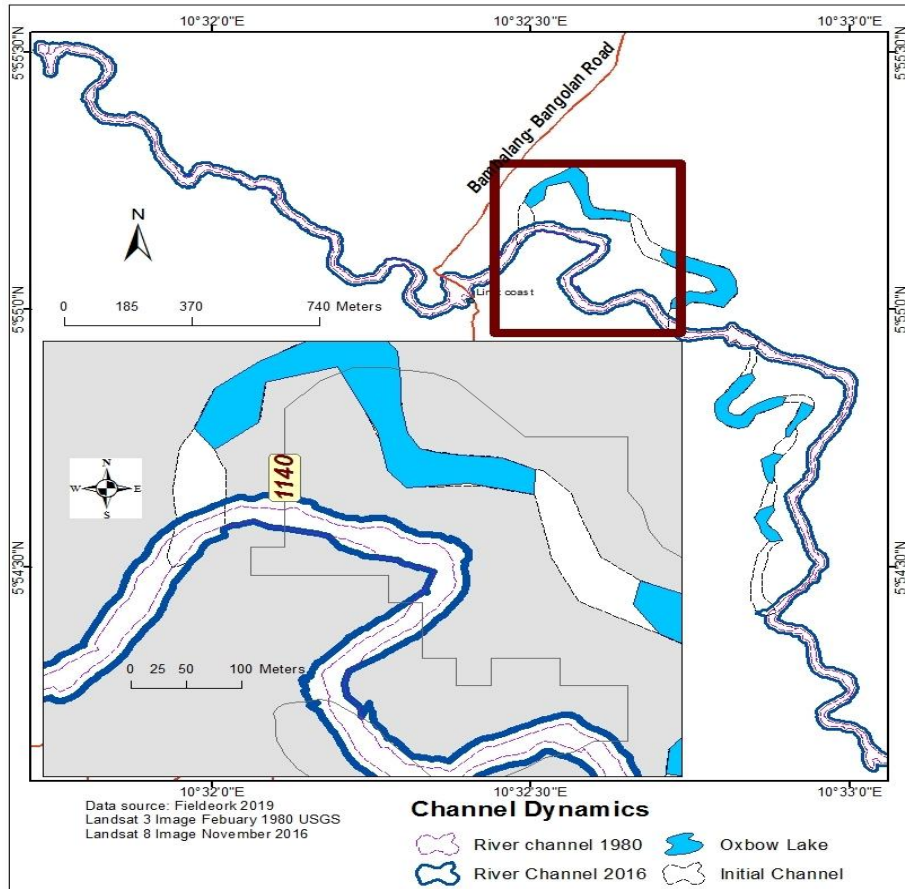 10°32'0"E 10°32'30"E 10°33'0"E
5°55'30"N 5°55'30"N
Bambalang- Bangolan Road
N
0 185 370 740 Meters
5°55'0"N 5°55'0"N
1140
N
W E
S
5°54'30"N 5°54'30"N
0 25 50 100 Meters
10°32'0"E 10°32'30"E 10°33'0"E
Data source: Fieldeork 2019
Landsat 3 Image Febuary 1980 USGS
Landsat 8 Image November 2016
Channel Dynamics
River channel 1980 Oxbow Lake
River Channel 2016 Initial Channel